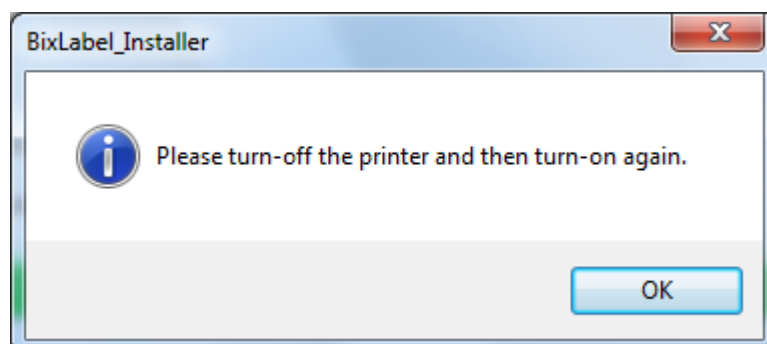 BixLabel_Installer
Please turn-off the printer and then turn-on again.
OK